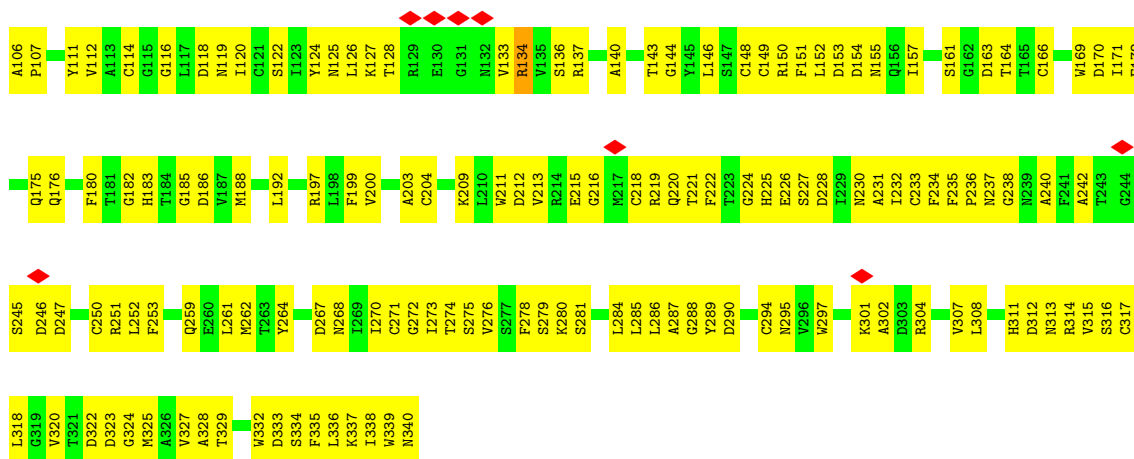 A106 P107 Y111 V112 A113 C114 G115 G116 L117 D118 N119 I120 C121 S122 I123 Y124 N125 L126 K127 T128 R129 E130 G131 N132 V133 R134 V135 S136 R137 A140 T143 G144 Y145 L146 S147 C148 C149 R150 F151 L152 D153 D154 N155 Q156 I157 S161 G162 D163 T164 T165 C166 W169 D170 I171
Q175 Q176 F180 T181 G182 H183 T184 G185 D186 V187 M188 L192 R197 L198 F199 V200 A203 C204 K209 L210 W211 D212 V213 R214 E215 G216 M217 C218 R219 Q220 T221 F222 T223 G224 H225 E226 S227 D228 I229 N230 A231 I232 C233 F234 F235 P236 N237 G238 N239 A240 F241 A242 T243 G244
S245 D246 D247 C250 R251 L252 F253 Q259 E260 L261 M262 T263 Y264 D267 N268 I269 I270 C271 G272 I273 T274 S275 V276 S277 F278 S279 K280 S281 L284 L285 L286 A287 G288 Y289 D290 C294 N295 V296 W297 K301 A302 D303 R304 V307 L308 H311 D312 N313 R314 V315 S316 C317
L318 G319 V320 T321 D322 D323 G324 M325 A326 V327 A328 T329 W332 D333 S334 F335 L336 K337 I338 W339 N340